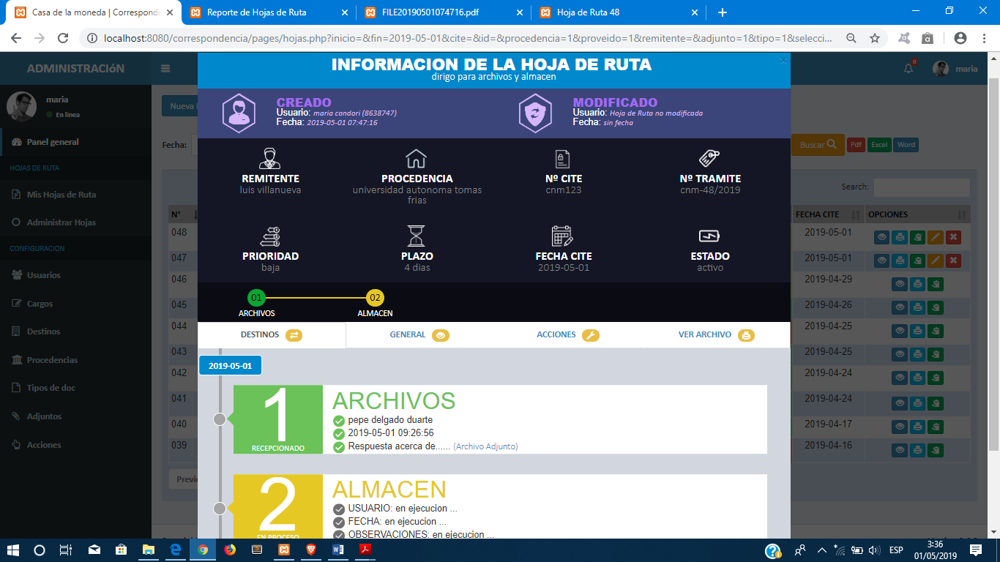 Casa de la moneda | Correspond
Reporte de Hojas de Ruta
FILE20190501074716.pdf
Hoja de Ruta 48
localhost:8080/correspondencia/pages/hojas.php?inicio=&fin=2019-05-01&cite=&id=&procedencia=1&proveido=1&remitente=&adjunto=1&tipo=1&selecci...
ADMINISTRACIóN
0
maria
maria
En linea
Panel general
HOJAS DE RUTA
Mis Hojas de Ruta
Administrar Hojas
CONFIGURACION
Usuarios
Cargos
Destinos
Procedencias
Tipos de doc
Adjuntos
Acciones
Nueva
Fecha:
Buscar
Pdf
Excel
Word
Search:
N°
FECHA CITE
OPCIONES
048
2019-05-01
047
2019-05-01
046
2019-04-29
045
2019-04-26
044
2019-04-25
043
2019-04-25
042
2019-04-24
041
2019-04-24
040
2019-04-17
039
2019-04-16
INFORMACION DE LA HOJA DE RUTA
×
dirigo para archivos y almacen
CREADO
Usuario: maria condori (8638747)
Fecha: 2019-05-01 07:47:16
MODIFICADO
Usuario: Hoja de Ruta no modificada
Fecha: sin fecha
REMITENTE
luis villanueva
PROCEDENCIA
universidad autonoma tomas
frias
Nº CITE
cnm123
Nº TRAMITE
cnm-48/2019
PRIORIDAD
baja
PLAZO
4 dias
FECHA CITE
2019-05-01
ESTADO
activo
01
ARCHIVOS
02
ALMACEN
DESTINOS
GENERAL
ACCIONES
VER ARCHIVO
2019-05-01
1
RECEPCIONADO
ARCHIVOS
pepe delgado duarte
2019-05-01 09:26:56
Respuesta acerca de...... (Archivo Adjunto)
2
EN PROCESO
ALMACEN
USUARIO: en ejecucion ...
FECHA: en ejecucion ...
OBSERVACIONES: en ejecucion ...
ESP
3:36
01/05/2019